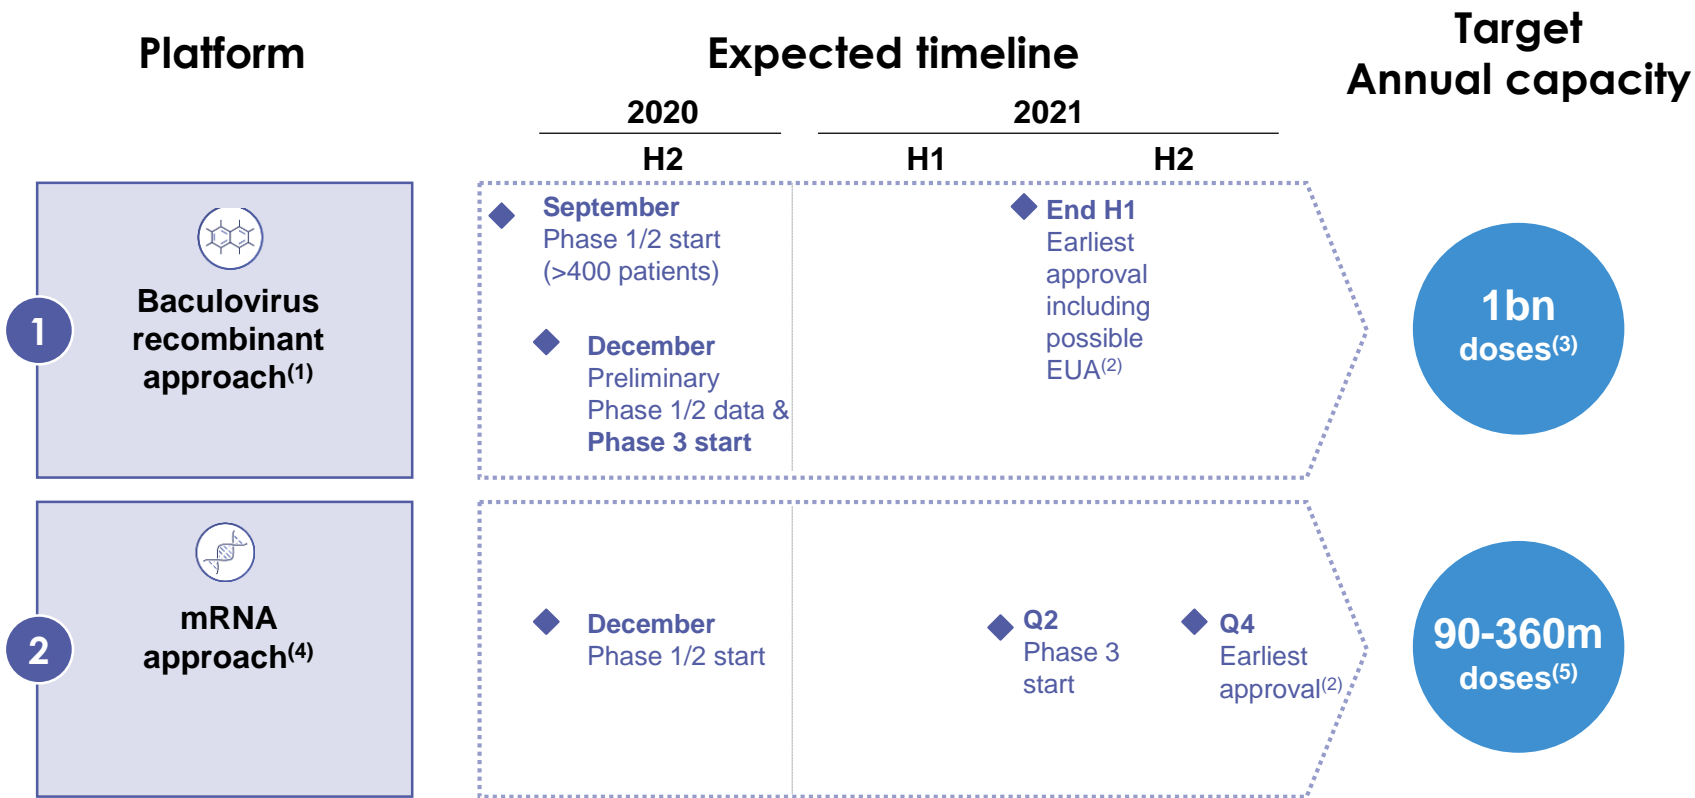 Platform
Expected timeline
Target
Annual capacity
2020
2021
H2
H1
H2
1
Baculovirus
recombinant
approach(1)
September
Phase 1/2 start
(>400 patients)
December
Preliminary
Phase 1/2 data &
Phase 3 start
End H1
Earliest
approval
including
possible
EUA(2)
1bn
doses(3)
2
mRNA
approach(4)
December
Phase 1/2 start
Q2
Phase 3
start
Q4
Earliest
approval(2)
90-360m
doses(5)